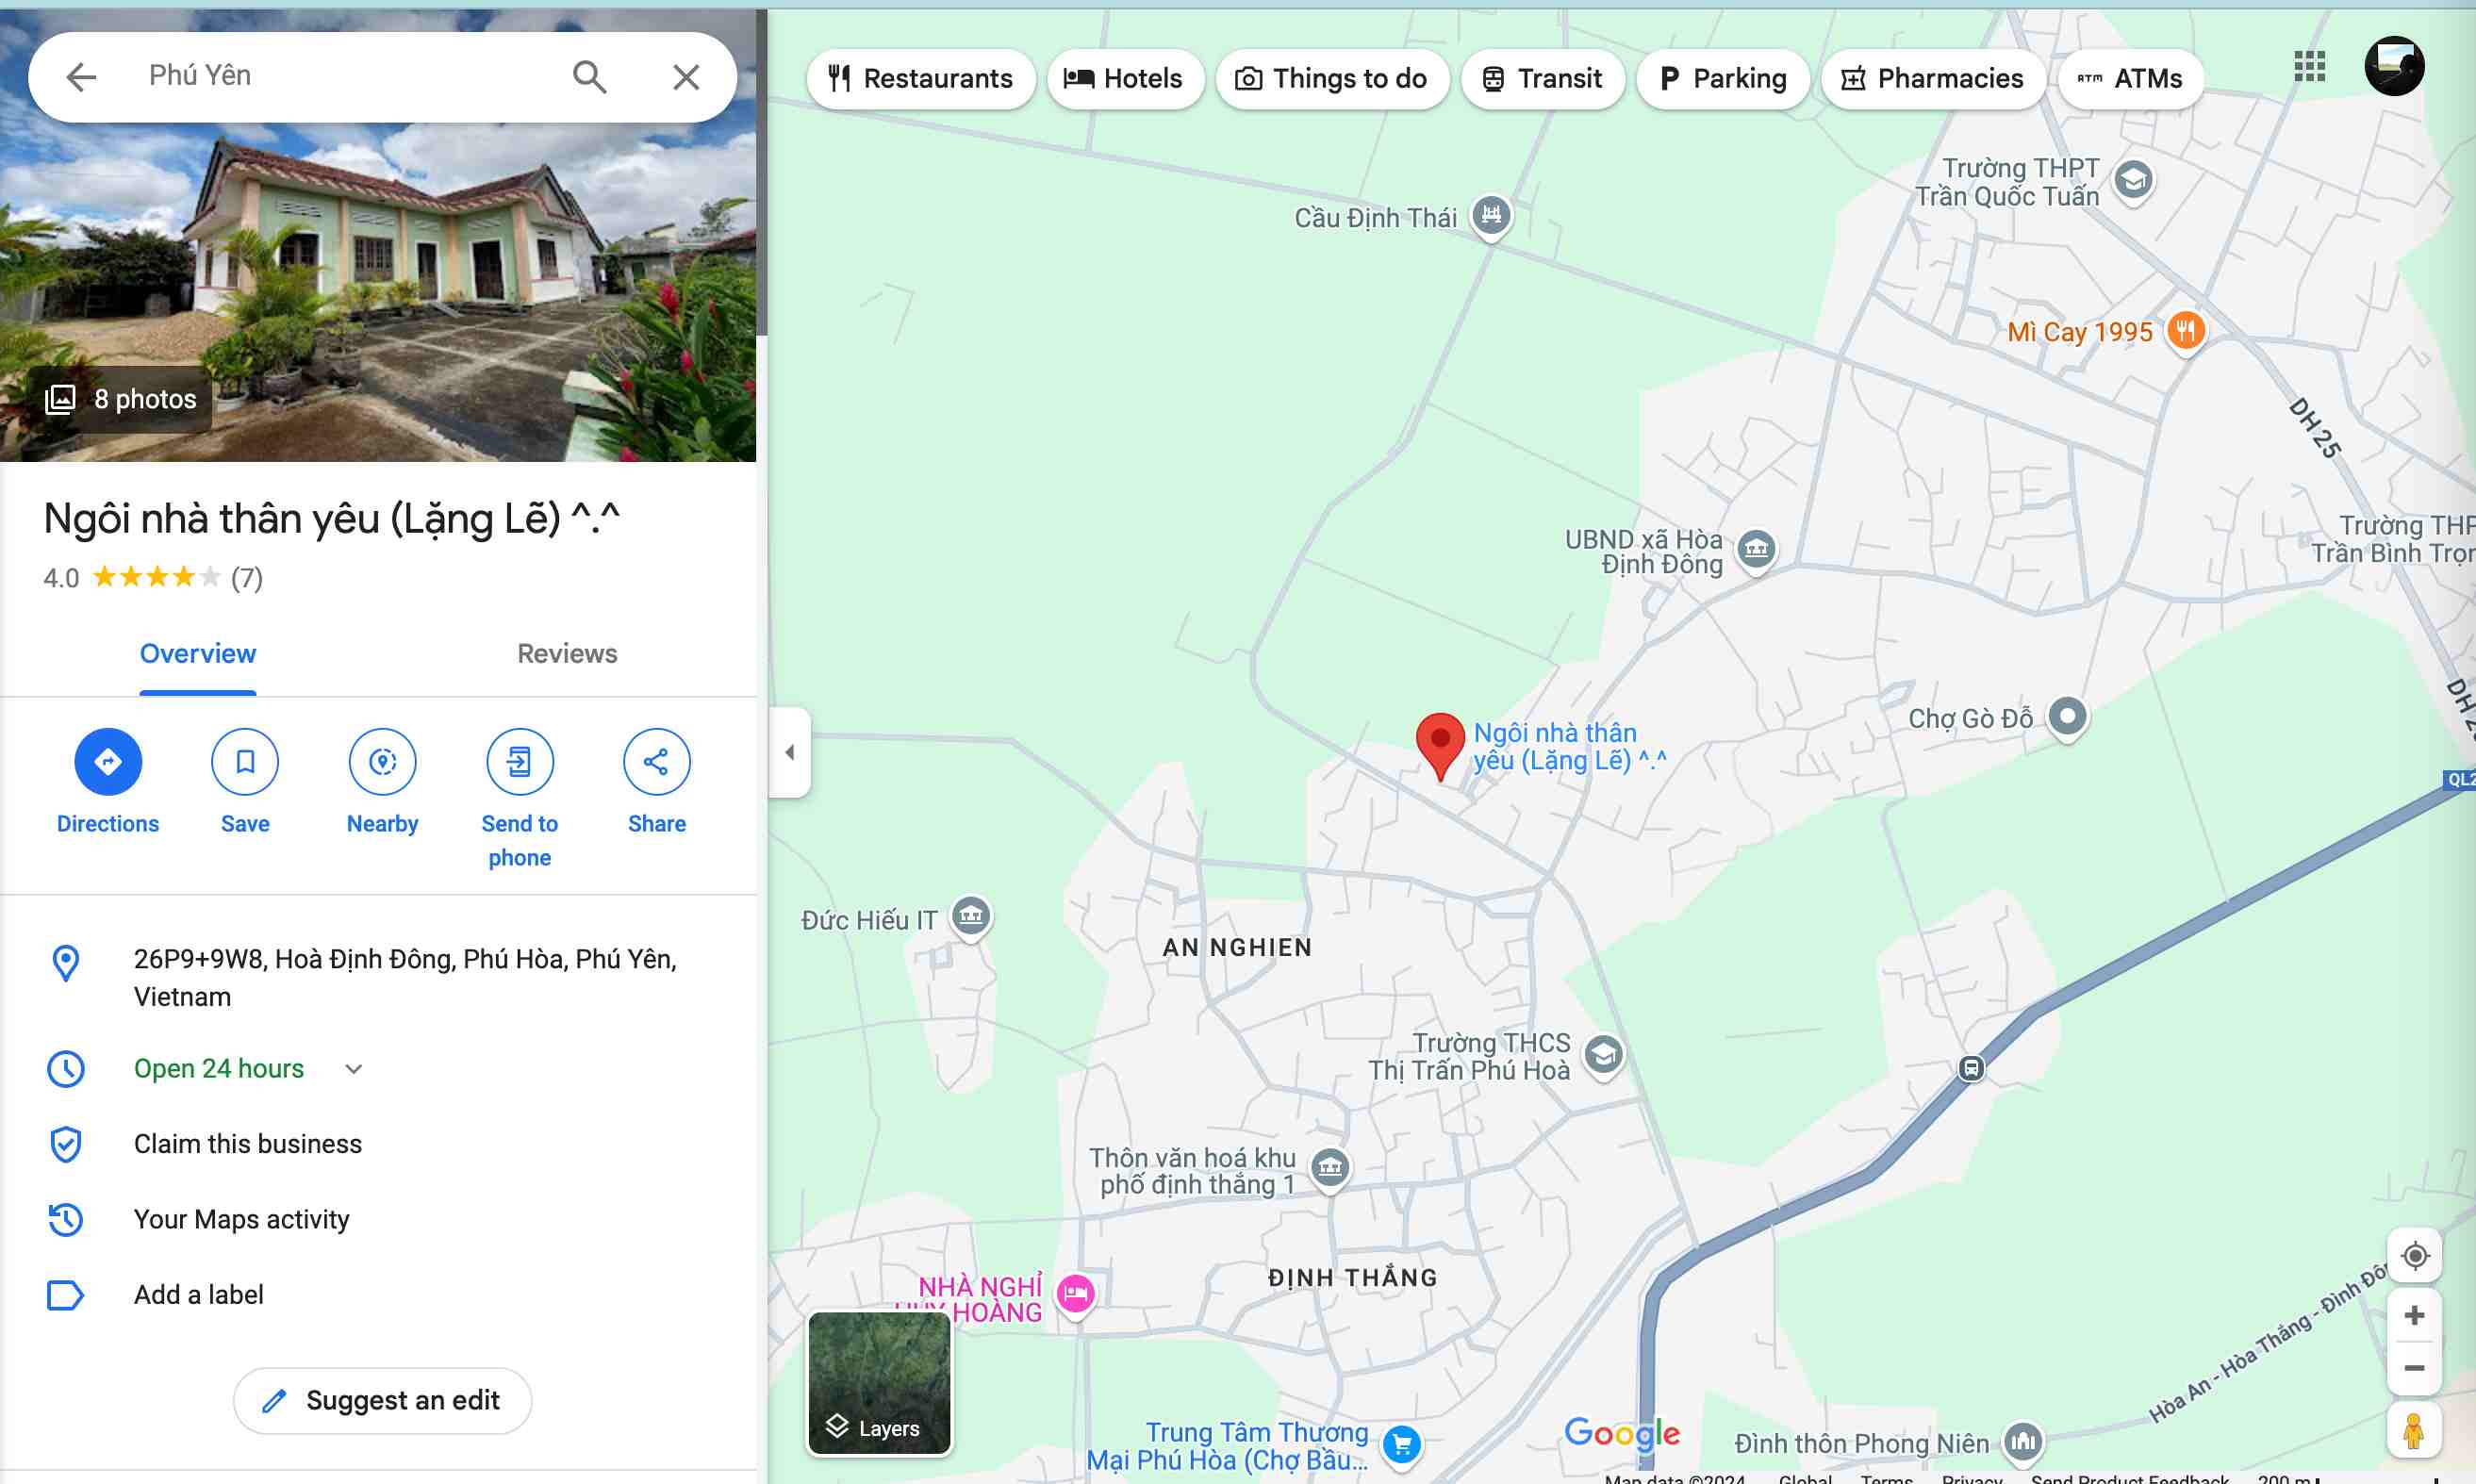 Phú Yên
8 photos
Ngôi nhà thân yêu (Lặng Lẽ) ^.^
4.0 (7)
Overview
Reviews
Directions
Save
Nearby
Send to
phone
Share
26P9+9W8, Hoà Định Đông, Phú Hòa, Phú Yên,
Vietnam
Open 24 hours
Claim this business
Your Maps activity
Add a label
Suggest an edit
Restaurants
Hotels
Things to do
Transit
P Parking
Pharmacies
ATM ATMs
Trường THPT
Trần Quốc Tuấn
Cầu Định Thái
Mì Cay 1995
DH 25
Trường THP
Trần Bình Trọn
UBND xã Hòa
Định Đông
Chợ Gò Đỗ
Ngôi nhà thân
yêu (Lặng Lẽ) ^.^
QL2
Đức Hiếu IT
AN NGHIEN
Trường THCS
Thị Trấn Phú Hoà
Thôn văn hoá khu
phố định thắng 1
ĐỊNH THẮNG
NHÀ NGHỈ
HUY HOÀNG
Hòa An - Hòa Thắng - Đình Đôn
Layers
Trung Tâm Thương
Mại Phú Hòa (Chợ Bầu...
Google
Đình thôn Phong Niên
Map data ©2024 Global Terms Privacy Send Product Feedback 200 m